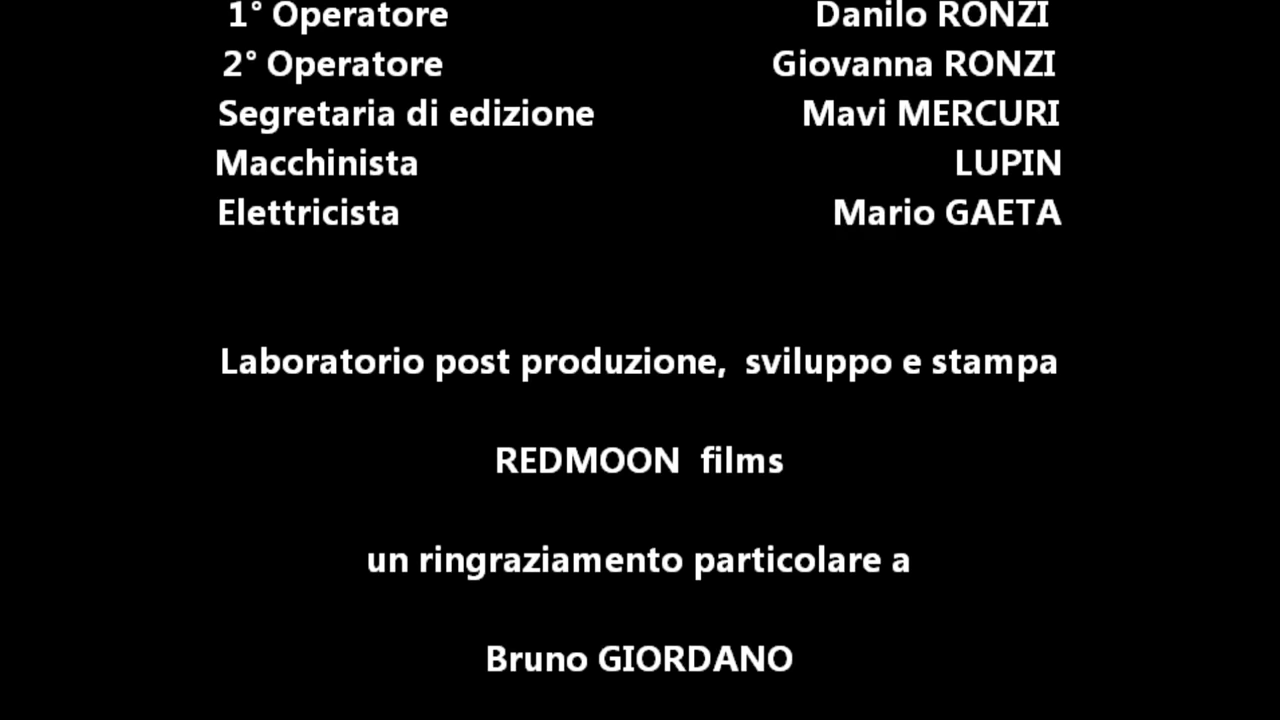 1° Operatore Danilo RONZI
2° Operatore Giovanna RONZI
Segretaria di edizione Mavi MERCURI
Macchinista LUPIN
Elettricista Mario GAETA
Laboratorio post produzione, sviluppo e stampa
REDMOON films
un ringraziamento particolare a
Bruno GIORDANO